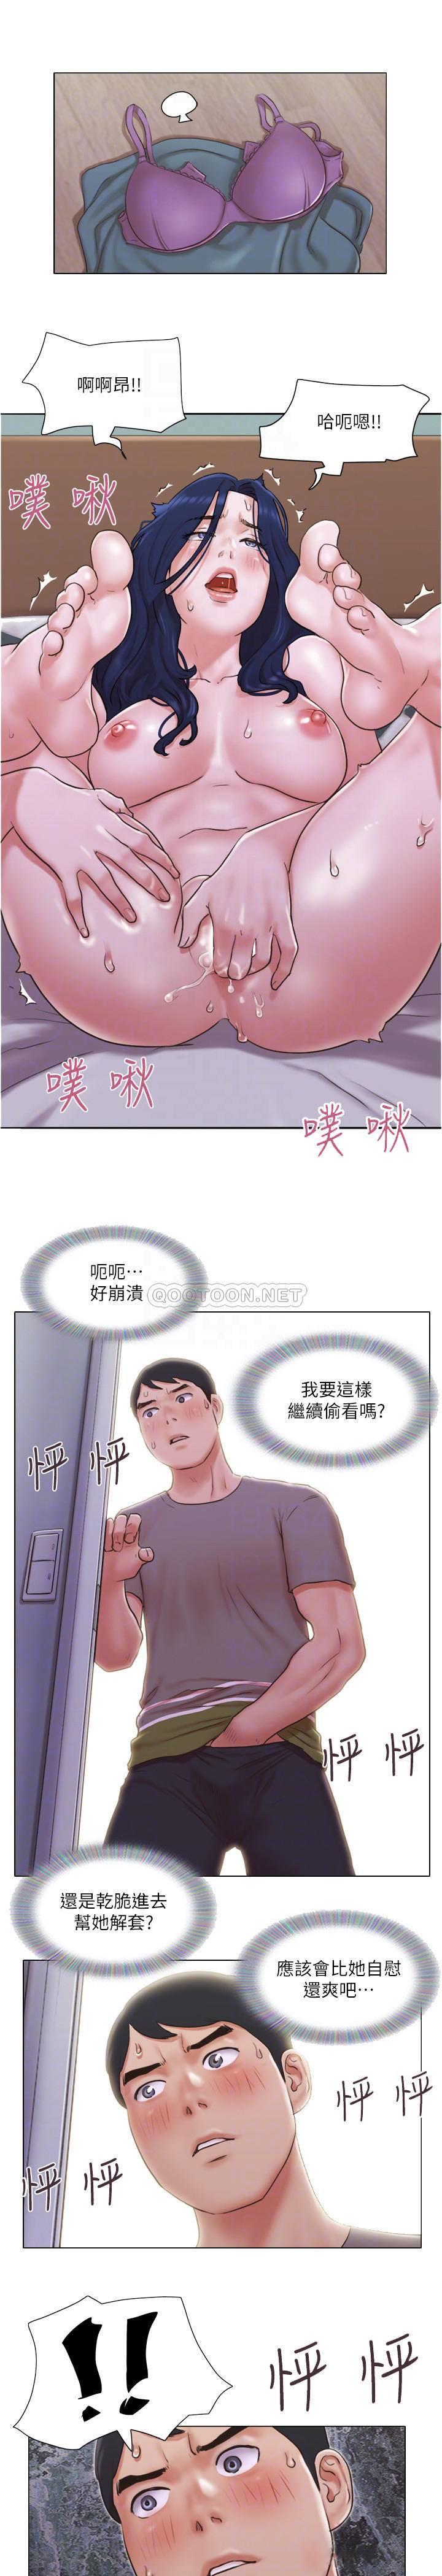 啊啊昂!!
哈呃嗯!!
噗 啾
噗 啾
噗 啾
呃呃⋯
好崩潰
QOOTOON.NET
我要這樣
繼續偷看嗎?
怦 怦
怦 怦
還是乾脆進去
幫她解套?
應該會比她自慰
還爽吧⋯
怦 怦
怦 怦
!!
怦 怦